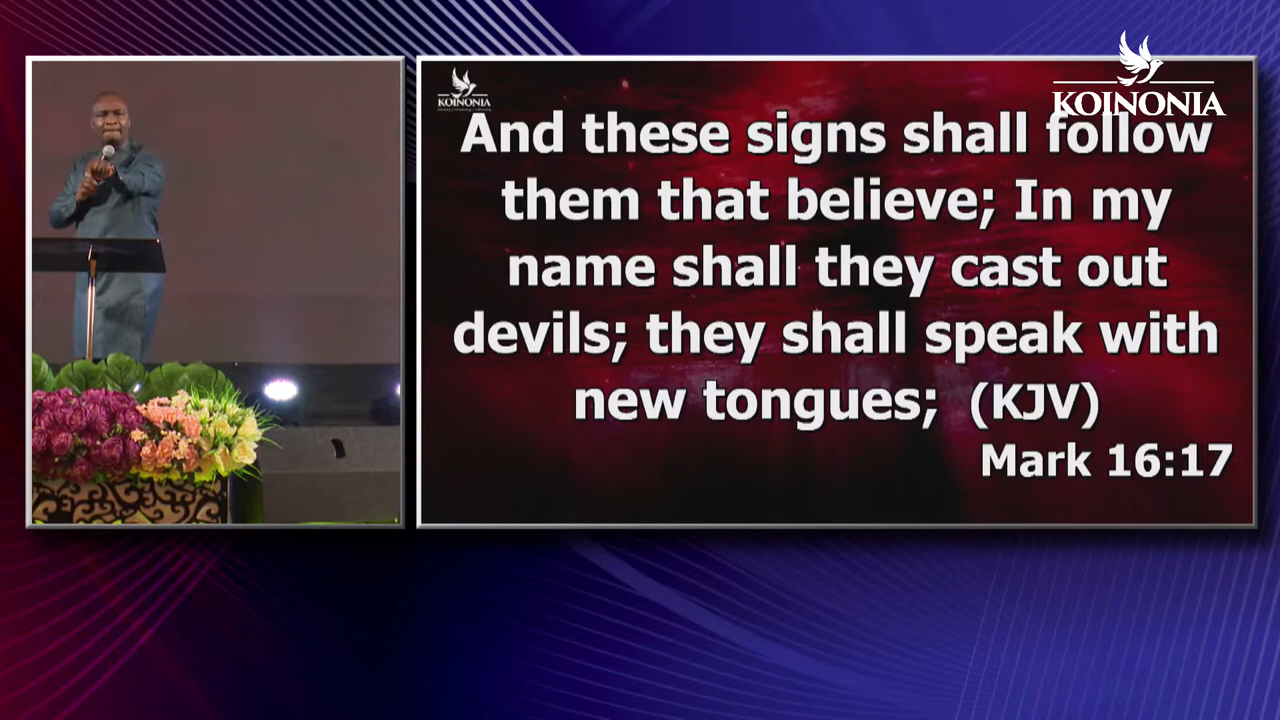 KOINONIA
KOINONIA
And these signs shall follow
them that believe; In my
name shall they cast out
devils; they shall speak with
new tongues; (KJV)
Mark 16:17